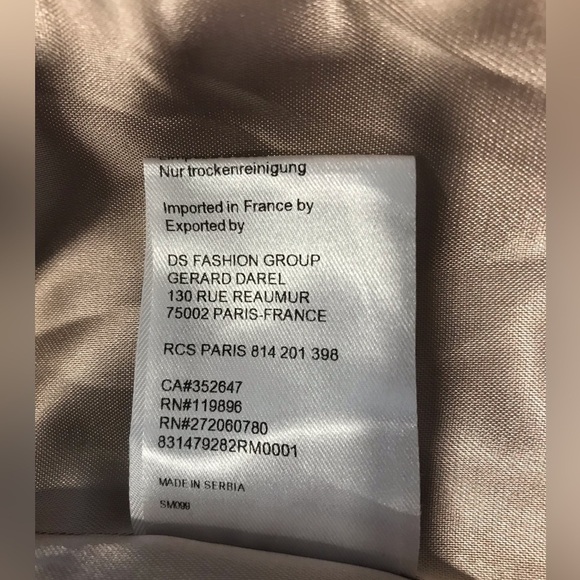 Nur trockenreinigung
Imported in France by
Exported by
DS FASHION GROUP
GERARD DAREL
130 RUE REAUMUR
75002 PARIS-FRANCE
RCS PARIS 814 201 398
CA#352647
RN#119896
RN#272060780
831479282RM0001
MADE IN SERBIA
SM099